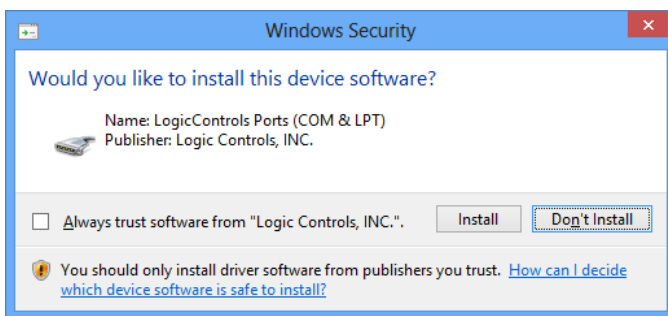 Windows Security
Would you like to install this device software?
Name: LogicControls Ports (COM & LPT)
Publisher: Logic Controls, INC.
Always trust software from "Logic Controls, INC.".
Install
Don't Install
You should only install driver software from publishers you trust. How can I decide
which device software is safe to install?